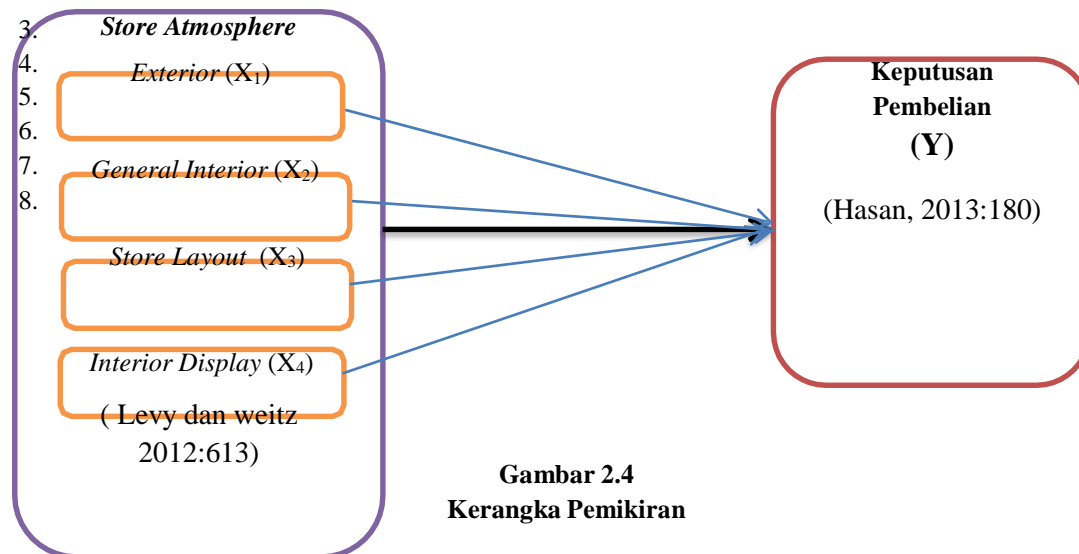 3.
4.
5.
6.
7.
8.
Store Atmosphere
Exterior (X₁)
General Interior (X₂)
Store Layout (X₃)
Interior Display (X₄)
( Levy dan weitz
2012:613)
Keputusan
Pembelian
(Y)
(Hasan, 2013:180)
Gambar 2.4
Kerangka Pemikiran